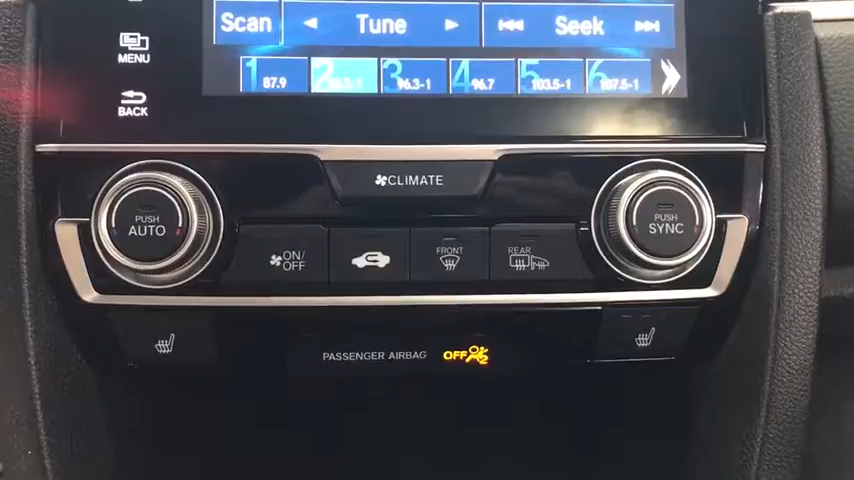 Scan Tune Seek
MENU
1 87.9 2 3 96.3-1 4 96.7 5 103.5-1 6 107.5-1
BACK
CLIMATE
PUSH
AUTO
PUSH
SYNC
ON/
OFF
FRONT
REAR
PASSENGER AIRBAG OFF